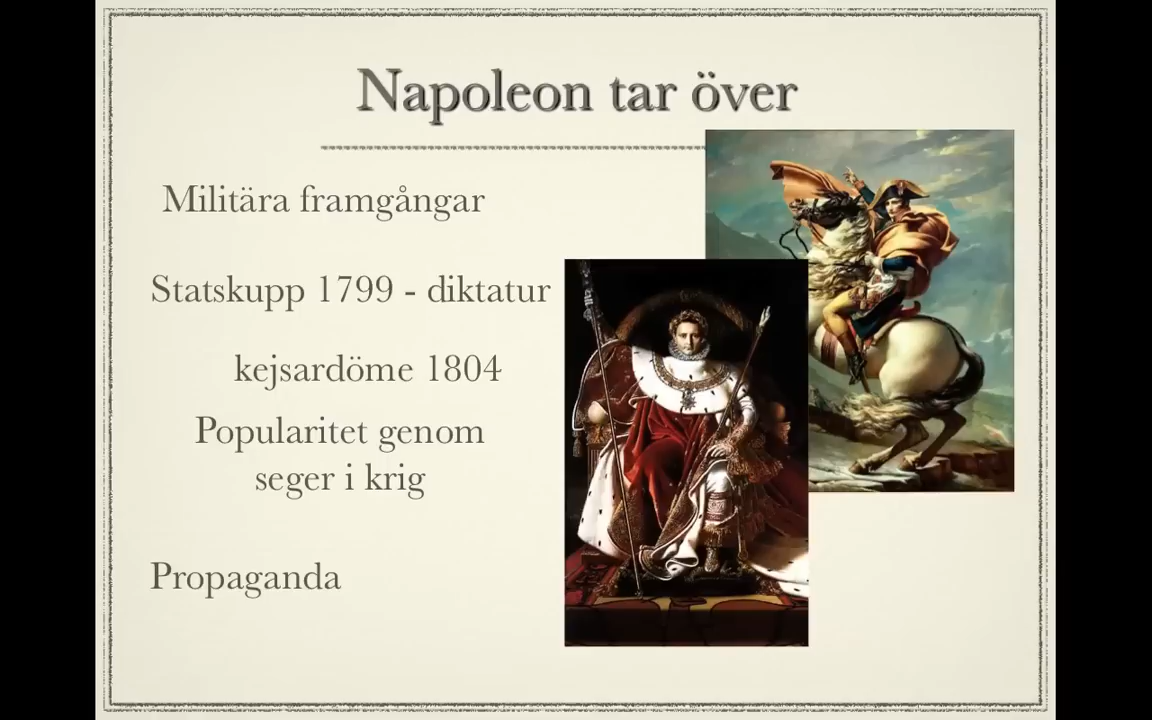 Napoleon tar över
Militära framgångar
Statskupp 1799 - diktatur
kejsardöme 1804
Popularitet genom
seger i krig
Propaganda